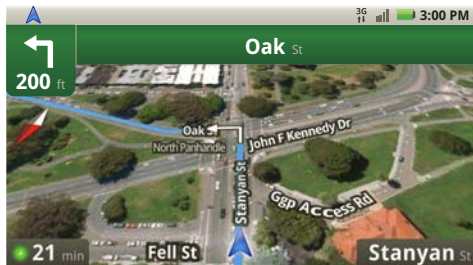 3G
3:00 PM
Oak St
200 ft
Oak S
North Panhandle
John F Kennedy Dr
Stanyan St
Ggp Access Rd
21 min
Fell St
Stanyan St